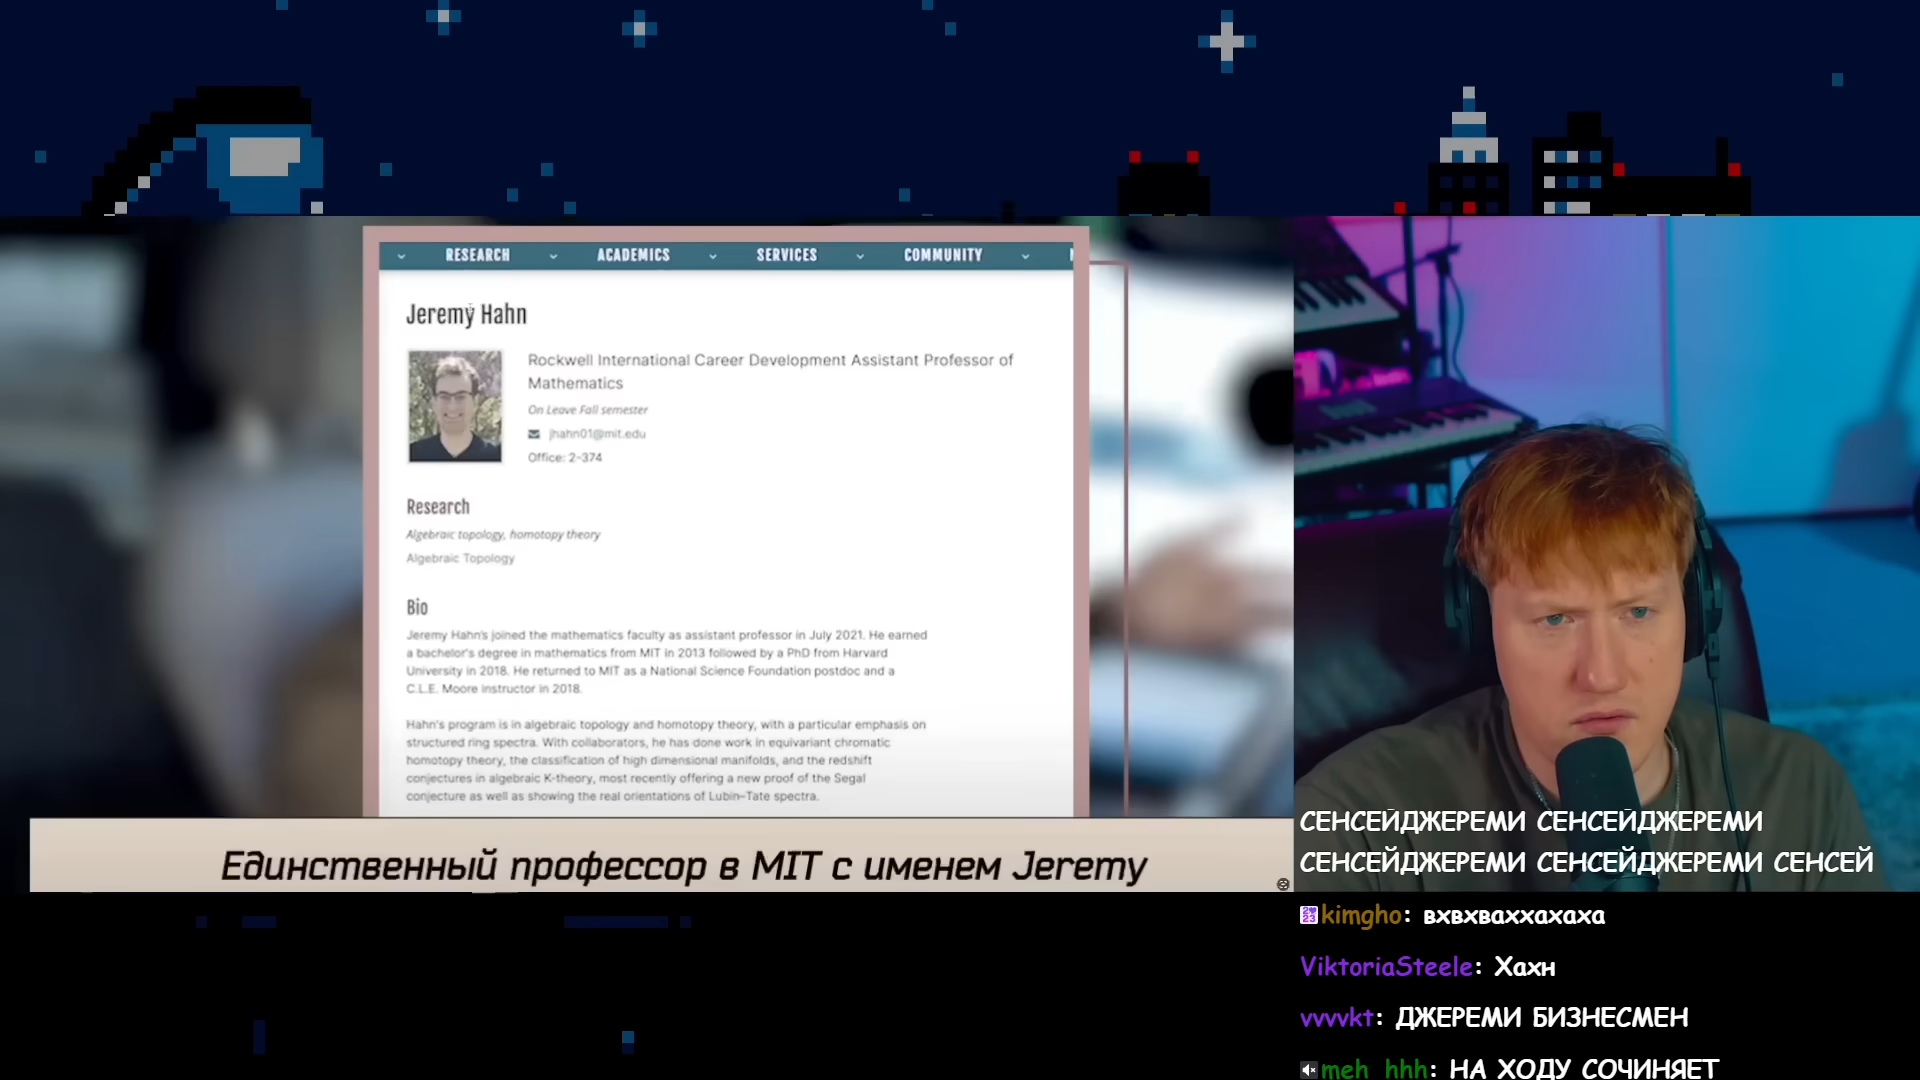 RESEARCH ACADEMICS SERVICES COMMUNITY
Jeremy Hahn
Rockwell International Career Development Assistant Professor of
Mathematics
On Leave Fall semester
jhahn01@mit.edu
Office: 2-374
Research
Algebraic topology, homotopy theory
Algebraic Topology
Bio
Jeremy Hahn's joined the mathematics faculty as assistant professor in July 2021. He earned
a bachelor's degree in mathematics from MIT in 2013 followed by a PhD from Harvard
University in 2018. He returned to MIT as a National Science Foundation postdoc and a
C.L.E. Moore instructor in 2018.
Hahn's program is in algebraic topology and homotopy theory, with a particular emphasis on
structured ring spectra. With collaborators, he has done work in equivariant chromatic
homotopy theory, the classification of high dimensional manifolds, and the redshift
conjectures in algebraic K-theory, most recently offering a new proof of the Segal
conjecture as well as showing the real orientations of Lubin–Tate spectra.
Единственный профессор в MIT с именем Jeremy
СЕНСЕЙДЖЕРЕМИ СЕНСЕЙДЖЕРЕМИ
СЕНСЕЙДЖЕРЕМИ СЕНСЕЙДЖЕРЕМИ СЕНСЕЙ
kimgho: вхвхваххахаха
ViktoriaSteele: Хахн
vvvvkt: ДЖЕРЕМИ БИЗНЕСМЕН
meh_hhh: НА ХОДУ СОЧИНЯЕТ